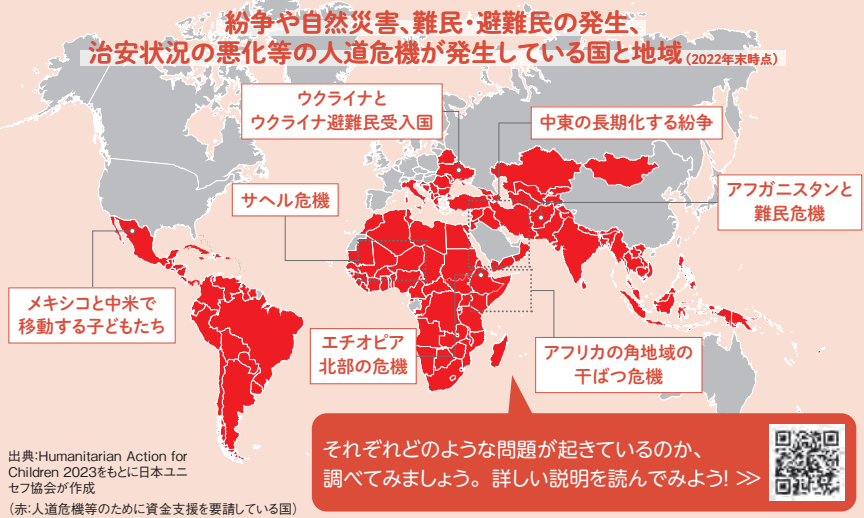 紛争や自然災害、難民・避難民の発生、
治安状況の悪化等の人道危機が発生している国と地域(2022年末時点)
ウクライナと
ウクライナ避難民受入国
中東の長期化する紛争
サヘル危機
アフガニスタンと
難民危機
メキシコと中米で
移動する子どもたち
エチオピア
北部の危機
アフリカの角地域の
干ばつ危機
それぞれどのような問題が起きているのか、
調べてみましょう。詳しい説明を読んでみよう! ≫
出典:Humanitarian Action for
Children 2023をもとに日本ユニ
セフ協会が作成
(赤:人道危機等のために資金支援を要請している国)